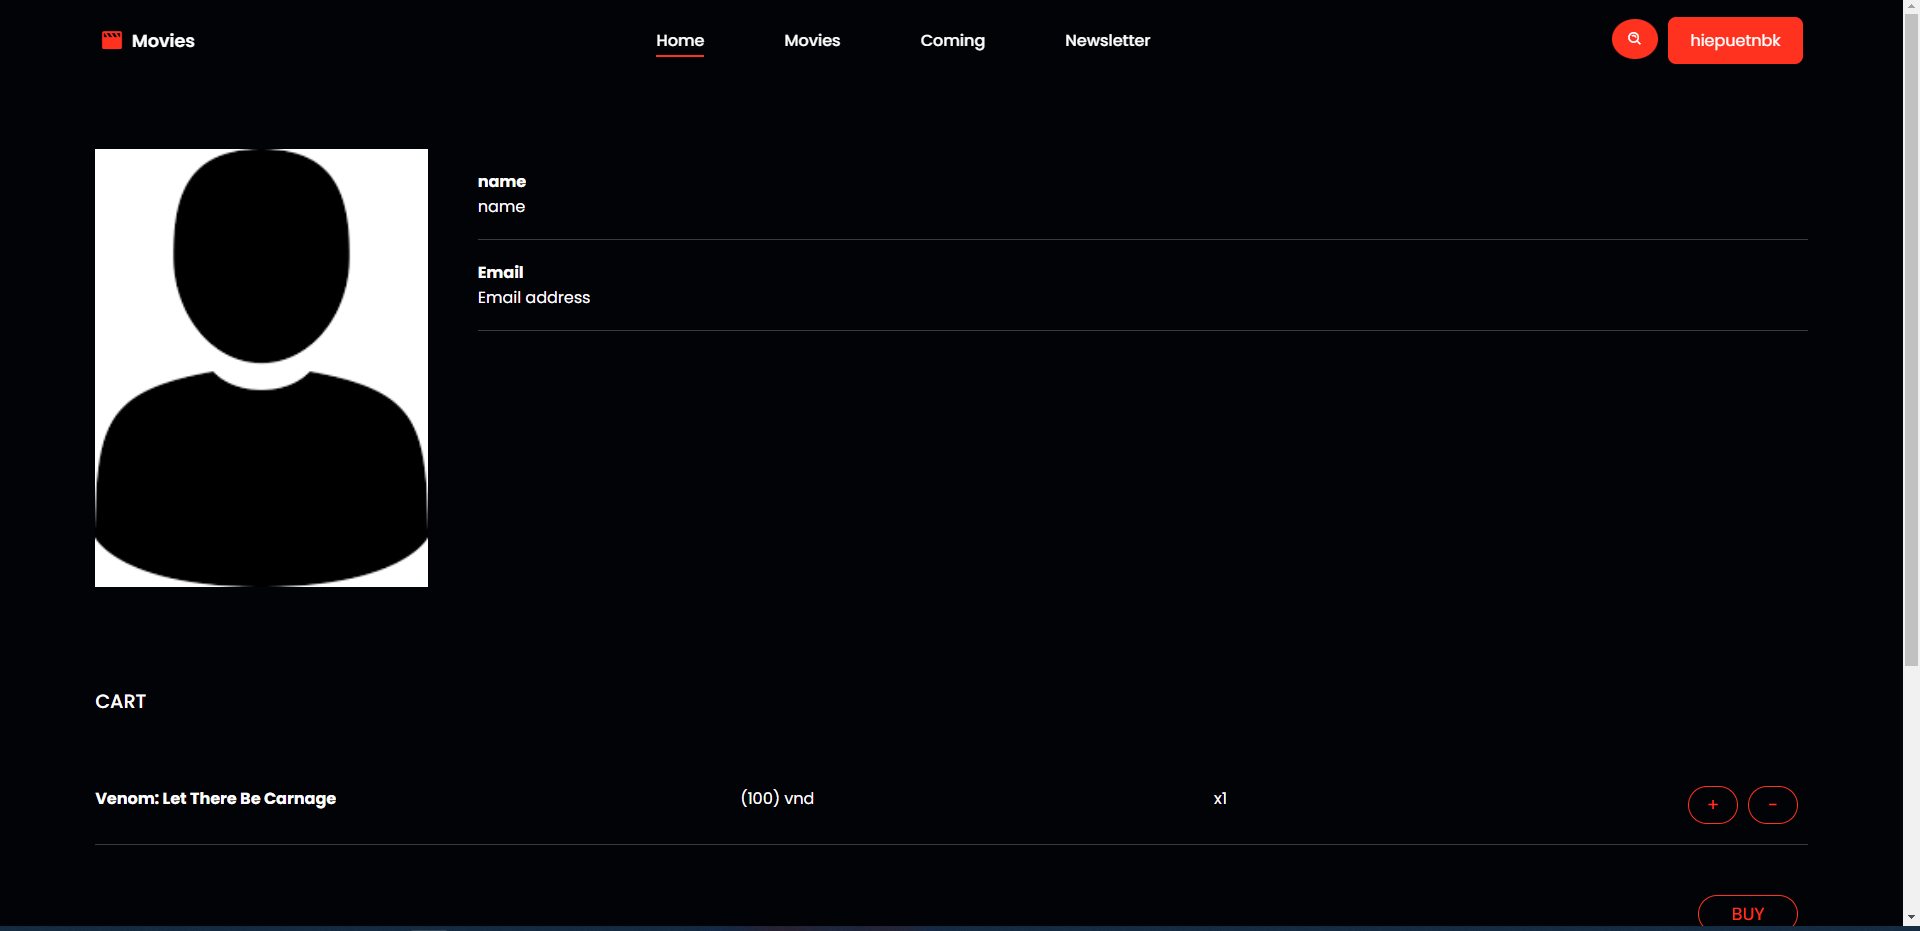 Movies
Home
Movies
Coming
Newsletter
hiepuetnbk
name
name
Email
Email address
CART
Venom: Let There Be Carnage
(100) vnd
x1
+
-
BUY